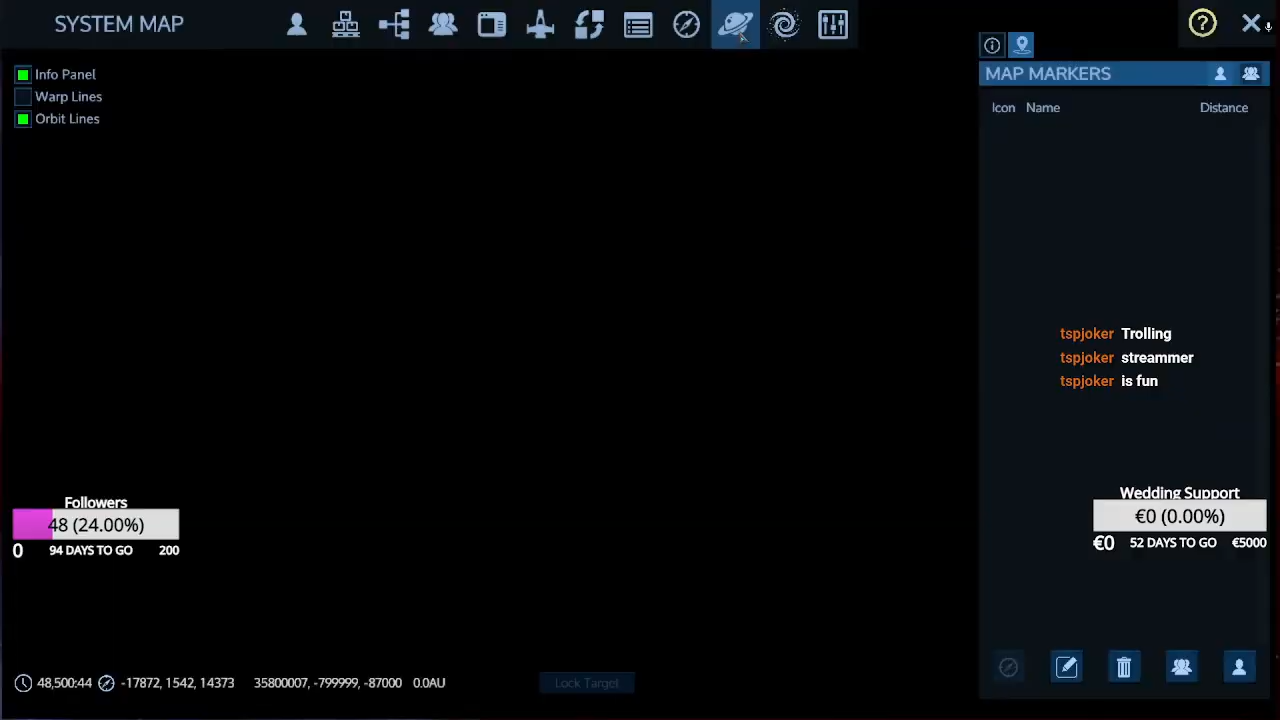 SYSTEM MAP
Info Panel
Warp Lines
Orbit Lines
MAP MARKERS
Icon Name Distance
tspjoker Trolling
tspjoker streammer
tspjoker is fun
Followers
48 (24.00%)
0 94 DAYS TO GO 200
Wedding Support
€0 (0.00%)
€0 52 DAYS TO GO €5000
48,500:44 -17872, 1542, 14373 35800007, -799999, -87000 0.0AU
Lock Target